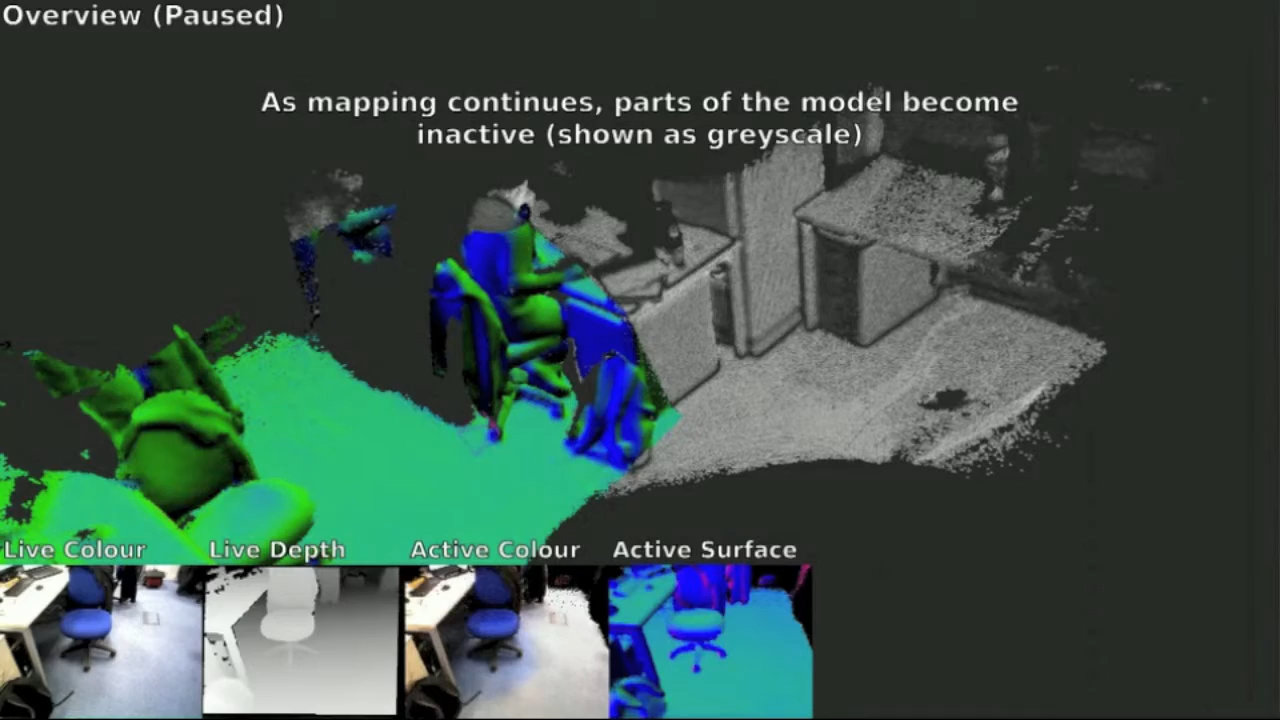 Overview (Paused)
As mapping continues, parts of the model become
inactive (shown as greyscale)
Live Colour
Live Depth
Active Colour
Active Surface